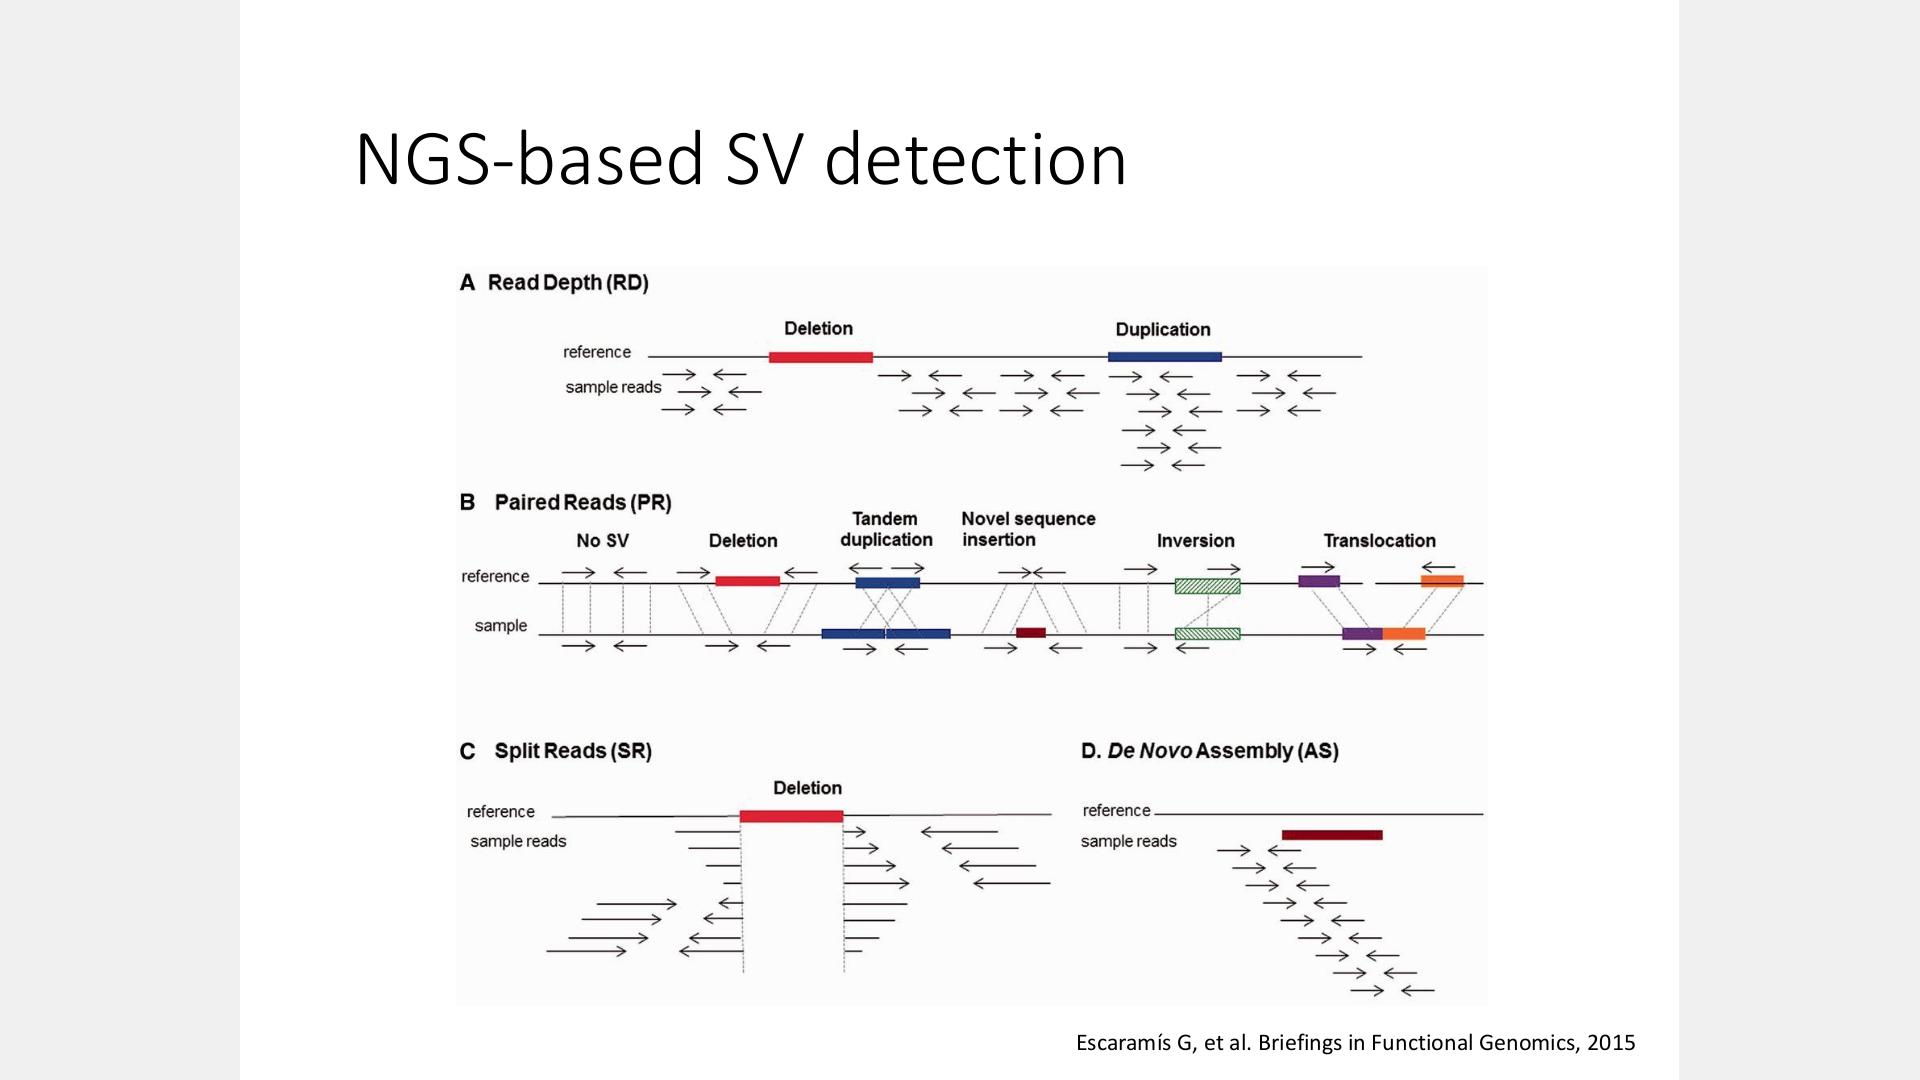 NGS-based SV detection
A Read Depth (RD)
Deletion
Duplication
reference
sample reads
B Paired Reads (PR)
No SV
Deletion
Tandem
duplication
Novel sequence
insertion
Inversion
Translocation
reference
sample
C Split Reads (SR)
Deletion
reference
sample reads
D. De Novo Assembly (AS)
reference
sample reads
Escaramís G, et al. Briefings in Functional Genomics, 2015